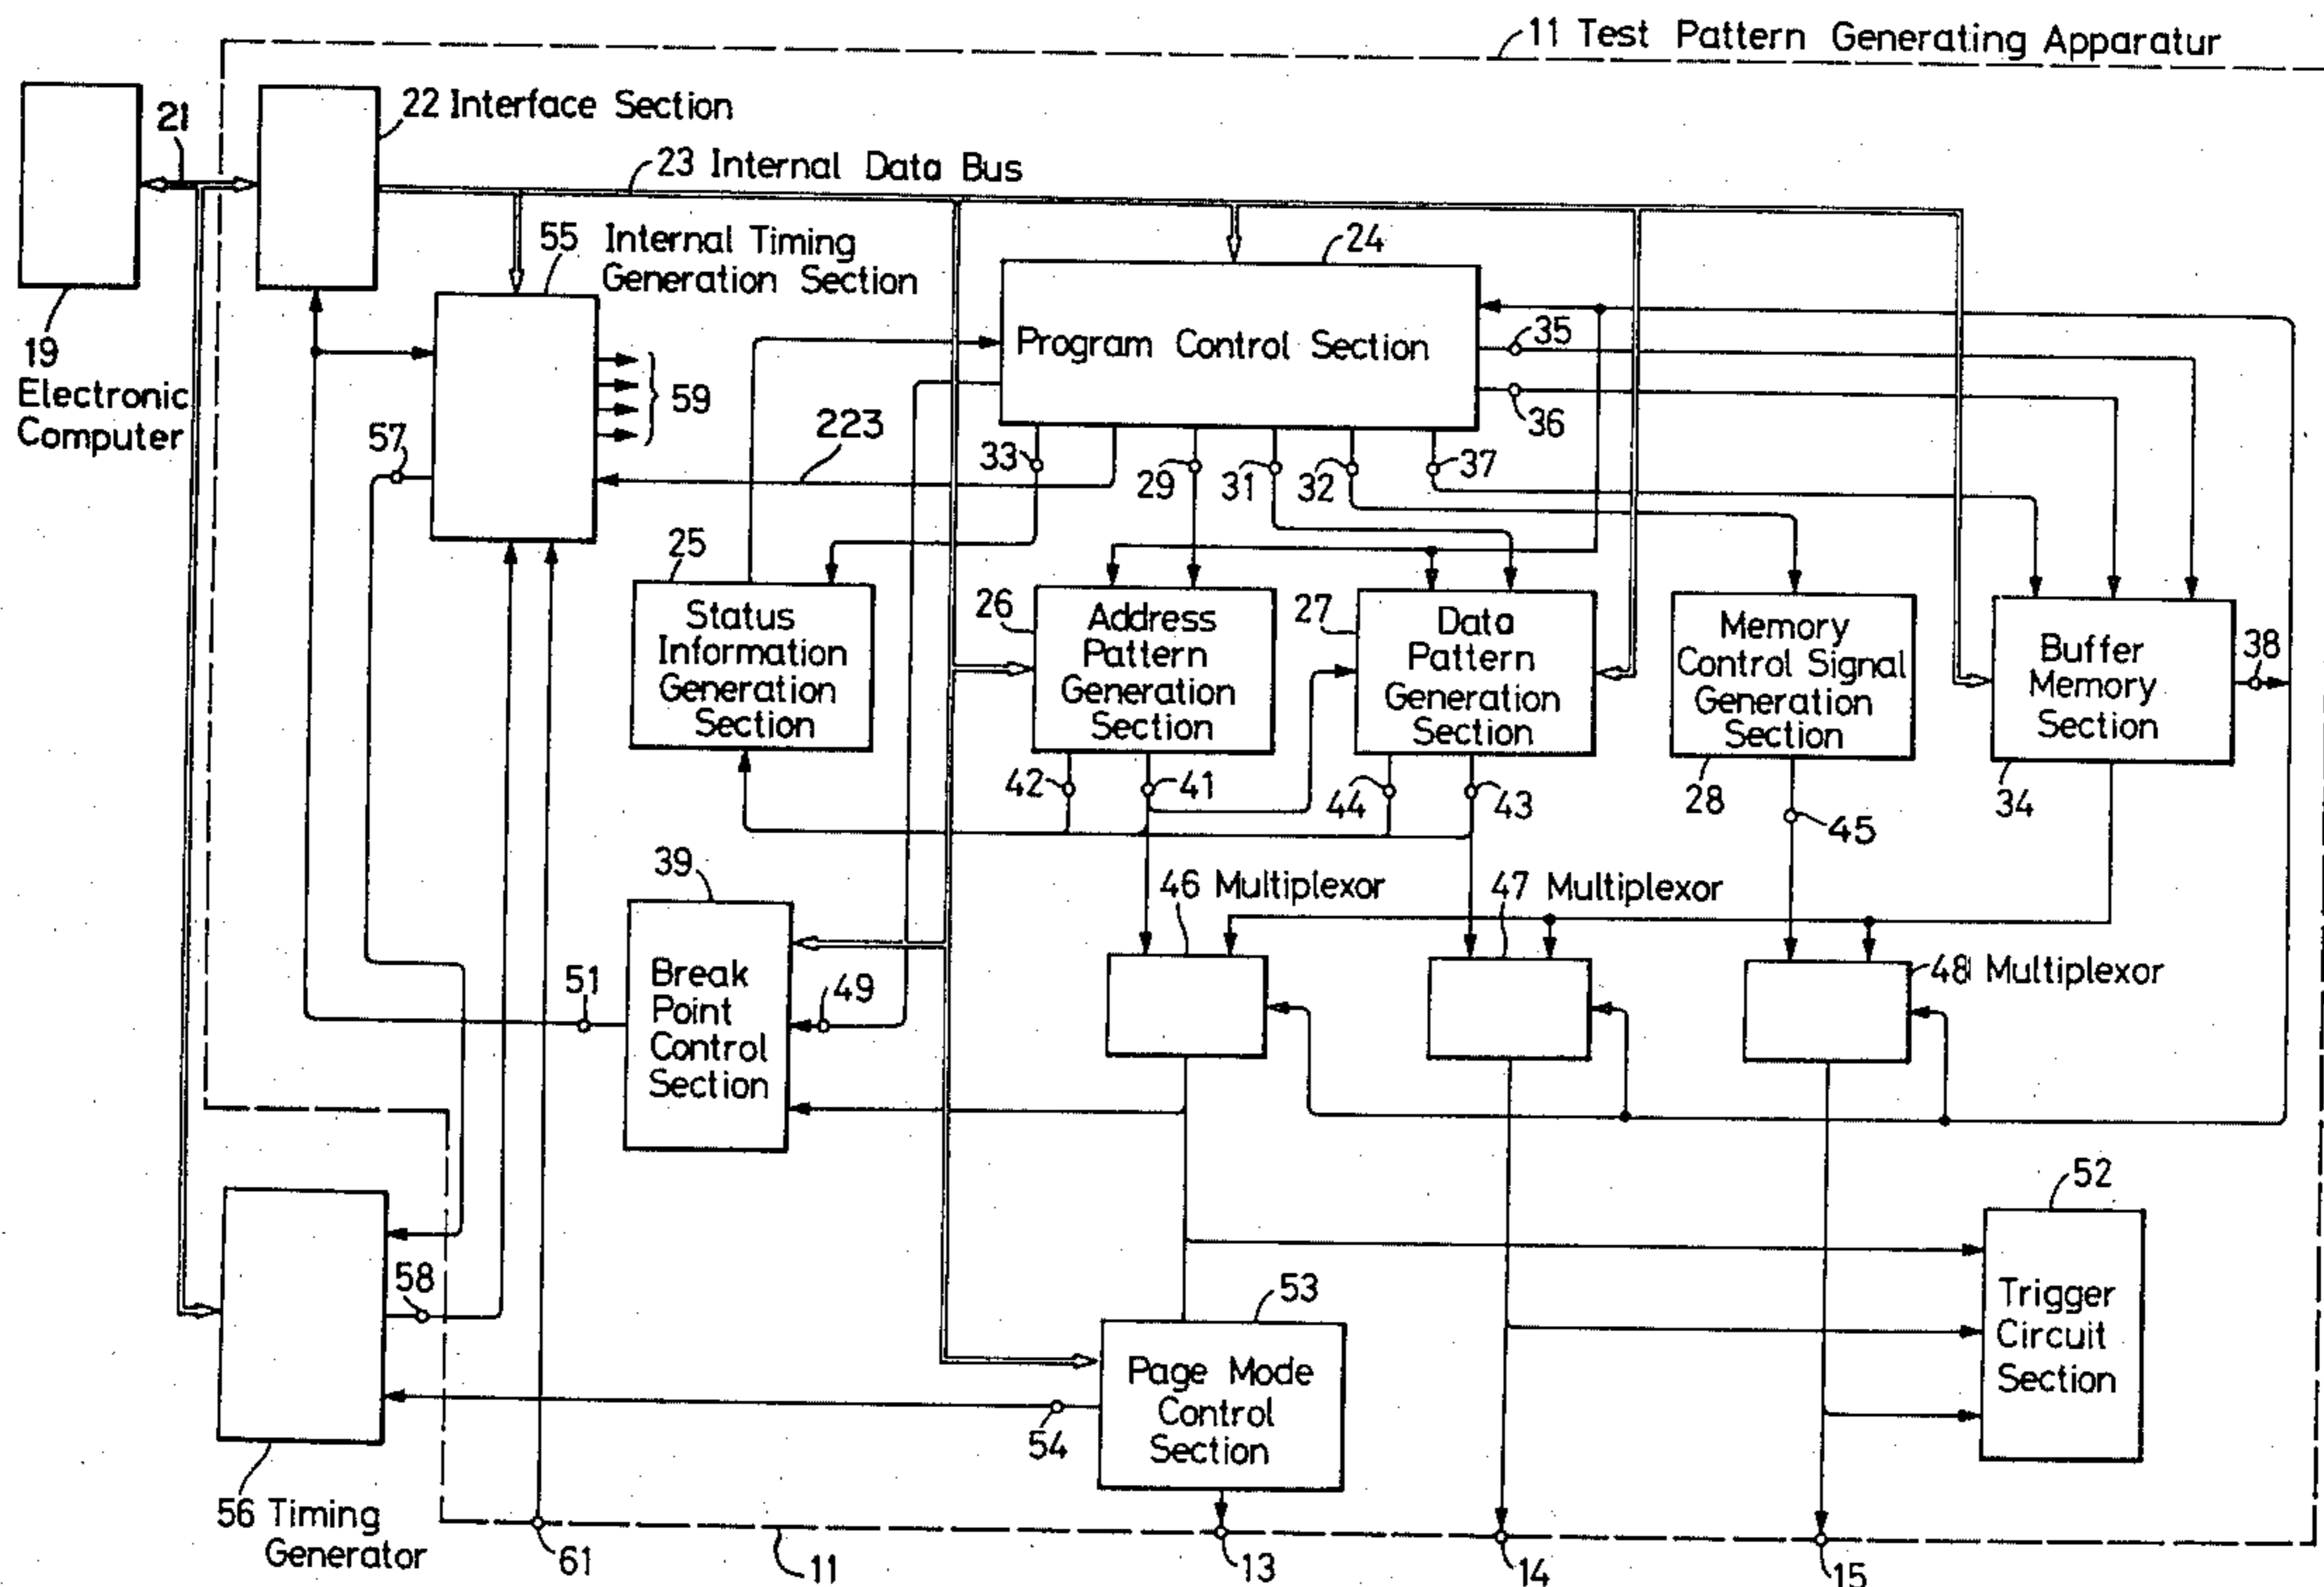 11 Test Pattern Generating Apparatur
21
22 Interface Section
23 Internal Data Bus
55 Internal Timing
Generation Section
24
19
Electronic
Computer
Program Control Section
35
36
59
57
223
33
29
31
32
37
25
Status
Information
Generation
Section
26
Address
Pattern
Generation
Section
27
Data
Pattern
Generation
Section
Memory
Control Signal
Generation
Section
28
Buffer
Memory
Section
34
38
42
41
44
43
45
39
46 Multiplexor
47 Multiplexor
48 Multiplexor
51
Break
Point
Control
Section
49
52
Trigger
Circuit
Section
58
53
Page Mode
Control
Section
54
56 Timing
Generator
61
11
13
14
15